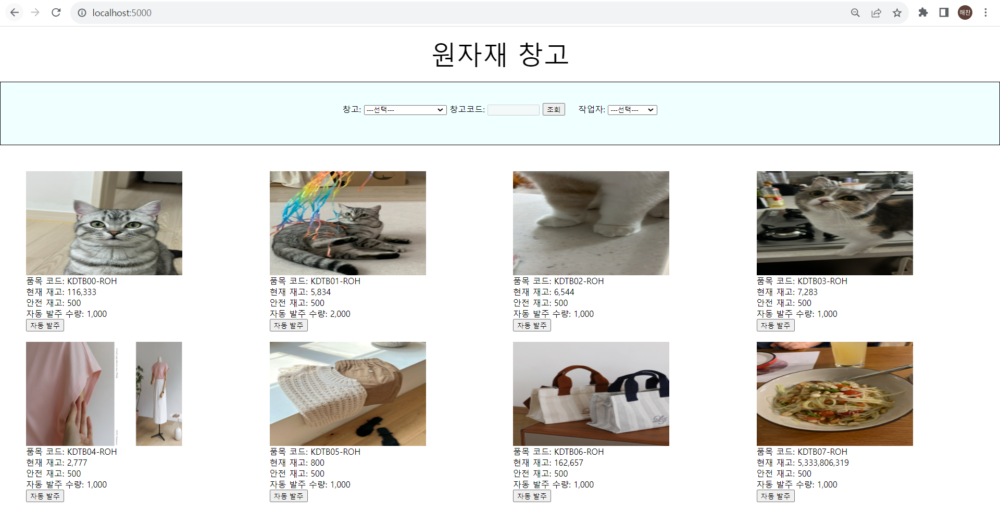 localhost:5000
해찬
원자재 창고
창고: ---선택--- 창고코드: 조회 작업자: ---선택---
품목 코드: KDTB00-ROH
현재 재고: 116,333
안전 재고: 500
자동 발주 수량: 1,000
자동 발주
품목 코드: KDTB01-ROH
현재 재고: 5,834
안전 재고: 500
자동 발주 수량: 2,000
자동 발주
품목 코드: KDTB02-ROH
현재 재고: 6,544
안전 재고: 500
자동 발주 수량: 1,000
자동 발주
품목 코드: KDTB03-ROH
현재 재고: 7,283
안전 재고: 500
자동 발주 수량: 1,000
자동 발주
품목 코드: KDTB04-ROH
현재 재고: 2,777
안전 재고: 500
자동 발주 수량: 1,000
자동 발주
품목 코드: KDTB05-ROH
현재 재고: 800
안전 재고: 500
자동 발주 수량: 1,000
자동 발주
품목 코드: KDTB06-ROH
현재 재고: 162,657
안전 재고: 500
자동 발주 수량: 1,000
자동 발주
품목 코드: KDTB07-ROH
현재 재고: 5,333,806,319
안전 재고: 500
자동 발주 수량: 1,000
자동 발주